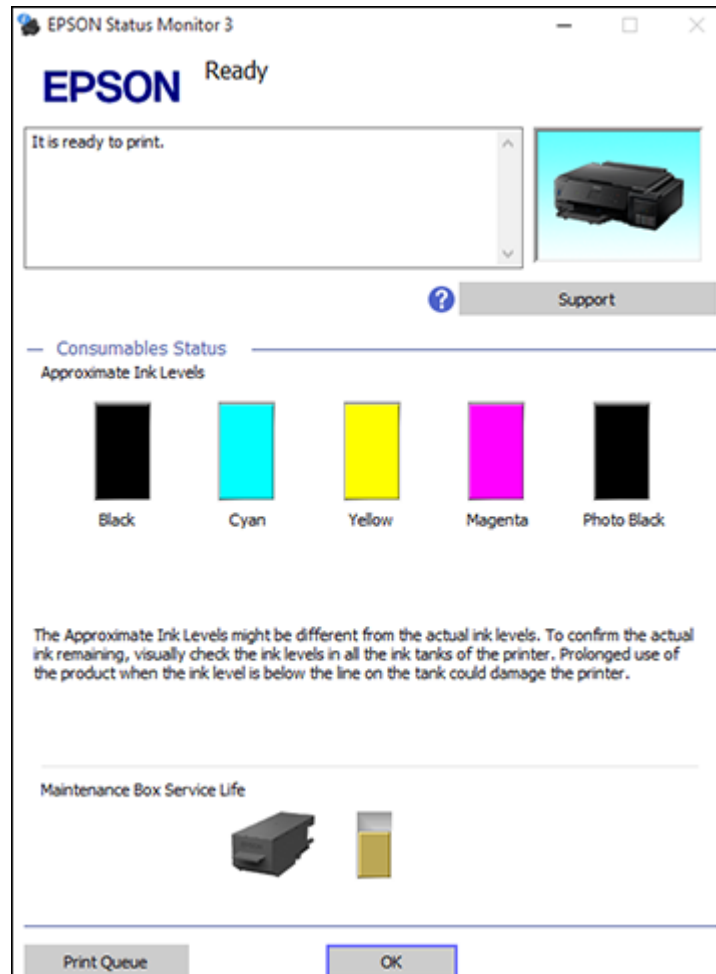 EPSON Status Monitor 3
EPSON
Ready
It is ready to print.
Support
Consumables Status
Approximate Ink Levels
Black Cyan Yellow Magenta Photo Black
The Approximate Ink Levels might be different from the actual ink levels. To confirm the actual
ink remaining, visually check the ink levels in all the ink tanks of the printer. Prolonged use of
the product when the ink level is below the line on the tank could damage the printer.
Maintenance Box Service Life
Print Queue OK